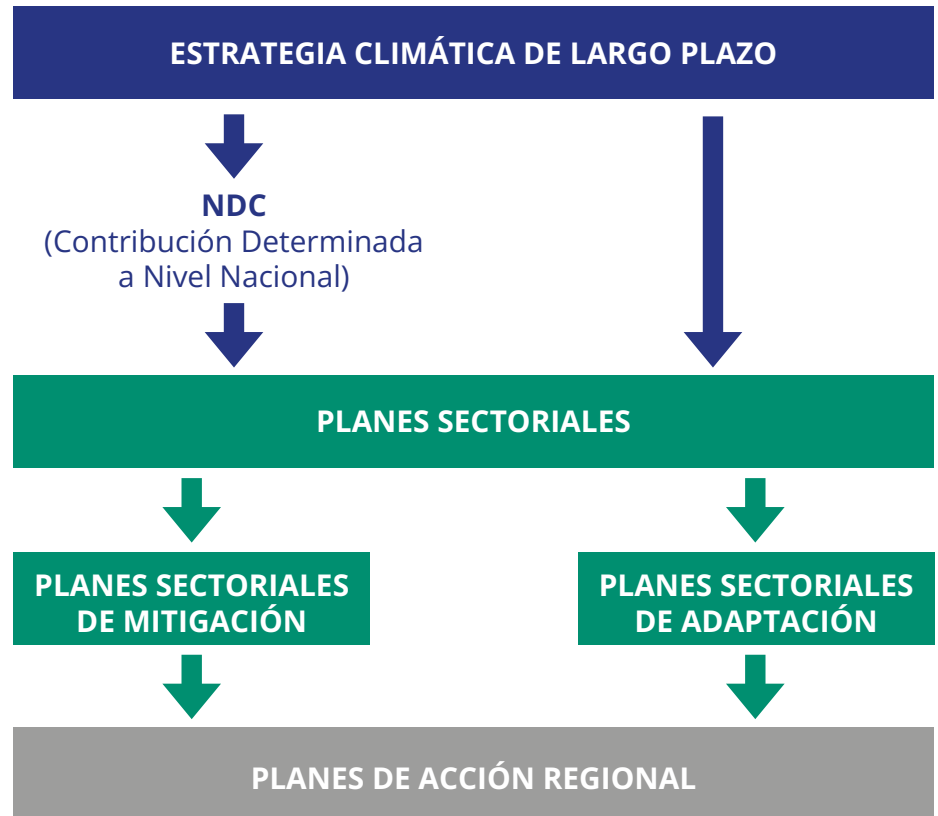 ESTRATEGIA CLIMÁTICA DE LARGO PLAZO
NDC
(Contribución Determinada
a Nivel Nacional)
PLANES SECTORIALES
PLANES SECTORIALES
DE MITIGACIÓN
PLANES SECTORIALES
DE ADAPTACIÓN
PLANES DE ACCIÓN REGIONAL